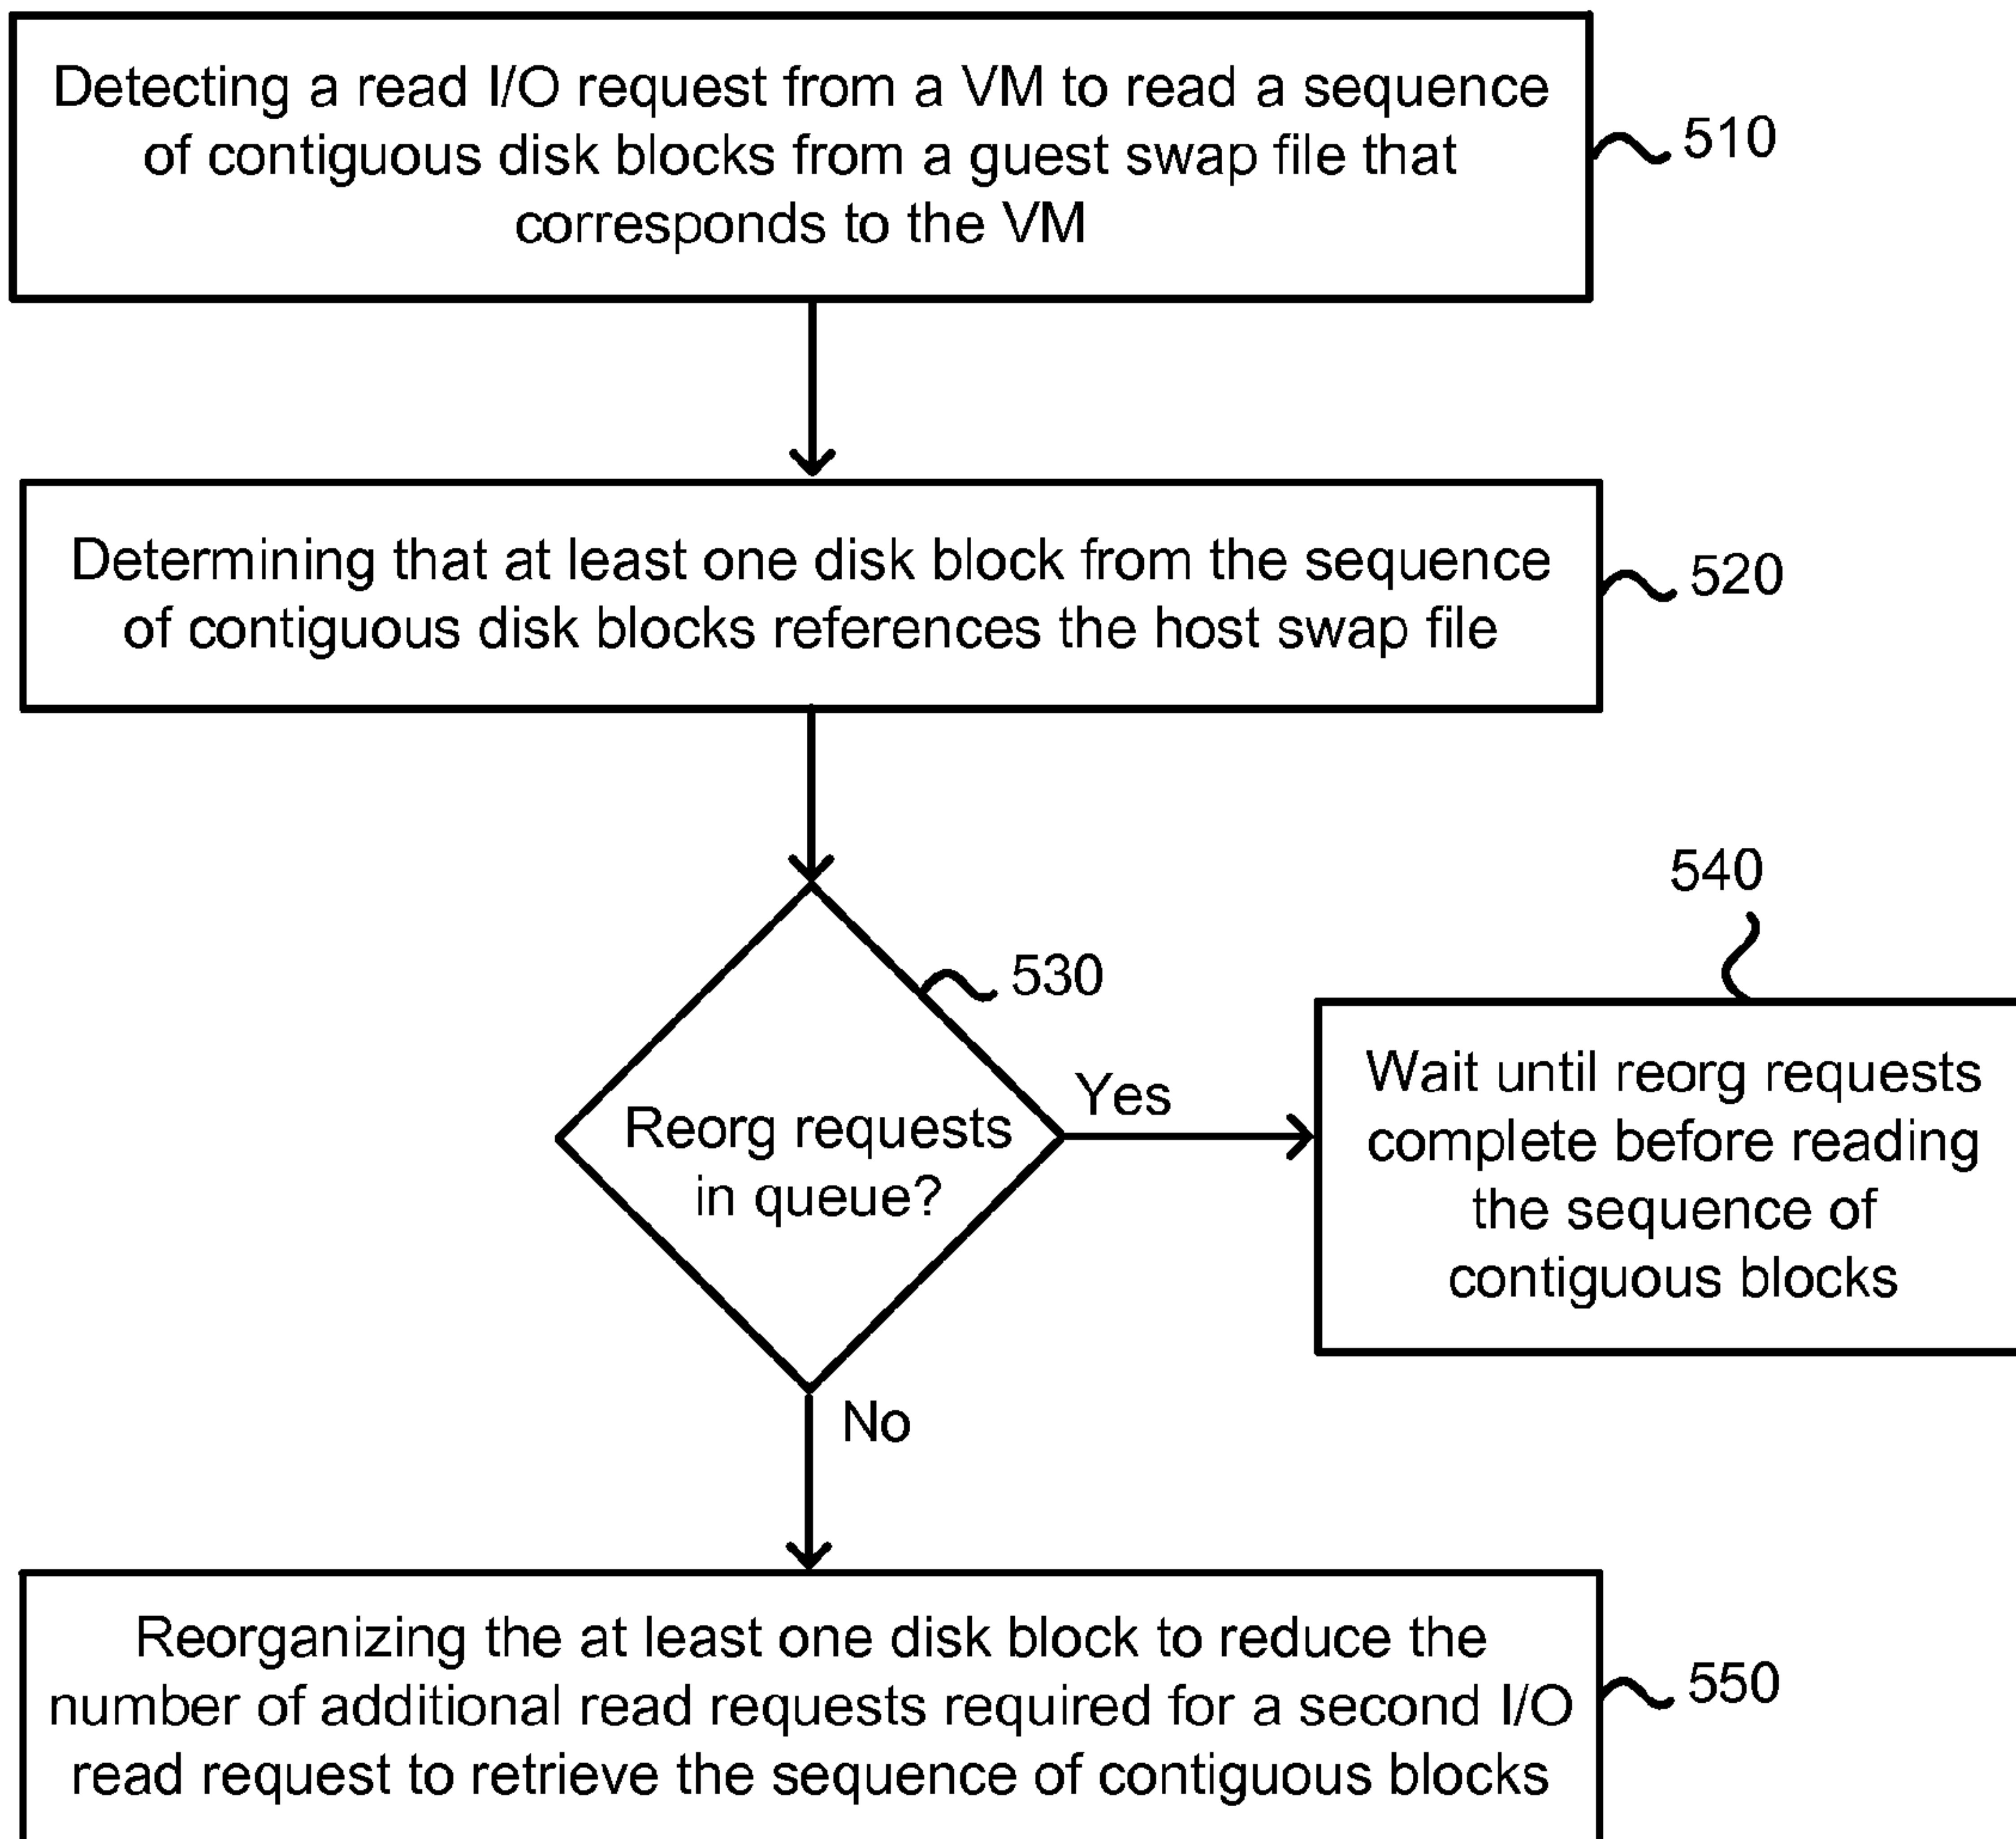 Detecting a read I/O request from a VM to read a sequence
of contiguous disk blocks from a guest swap file that
corresponds to the VM
510
Determining that at least one disk block from the sequence
of contiguous disk blocks references the host swap file
520
530
Reorg requests
in queue?
Yes
540
Wait until reorg requests
complete before reading
the sequence of
contiguous blocks
No
Reorganizing the at least one disk block to reduce the
number of additional read requests required for a second I/O
read request to retrieve the sequence of contiguous blocks
550